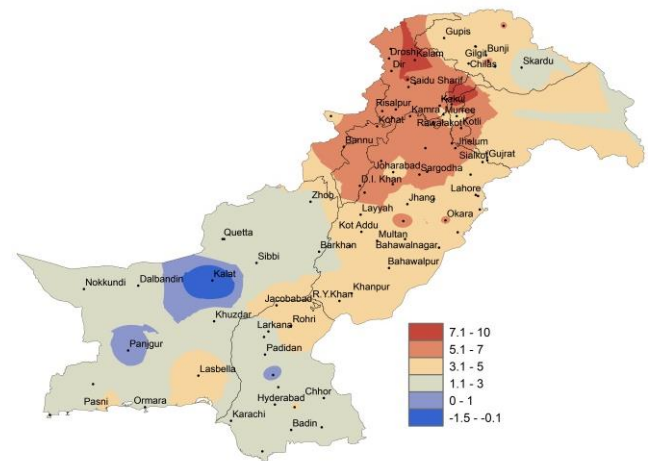 Gupis
Drosh
Kalam
Gilgit
Bunji
Chilas
Skardu
Dir
Saidu Sharif
Kakul
Risalpur
Kamra
Murree
Kohat
Rawalakot
Kotli
Bannu
Jhelum
Sialkot
Gujrat
Joharabad
Sargodha
D.I. Khan
Zhob
Layyah
Jhang
Lahore
Okara
Kot Addu
Multan
Quetta
Barkhan
Bahawalnagar
Sibbi
Bahawalpur
Nokkundi
Dalbandin
Kalat
Khanpur
R.Y.Khan
Jacobabad
Khuzdar
Larkana
Rohri
Panjgur
Padidan
Lasbella
Pasni
Ormara
Hyderabad
Chhor
Karachi
Badin
7.1 - 10
5.1 - 7
3.1 - 5
1.1 - 3
0 - 1
-1.5 - -0.1